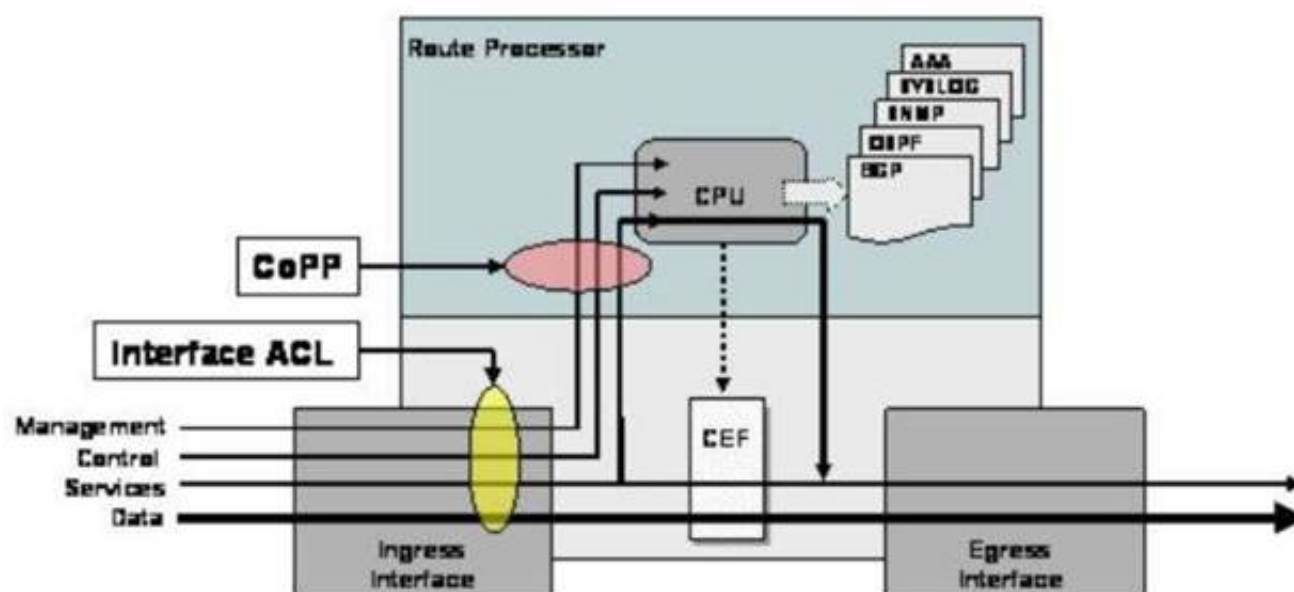 Route Processor
AAA
SYSLOG
SNMP
OSPF
BGP
CPU
CoPP
Interface ACL
Management
Control
Services
Data
CEF
Ingress
Interface
Egress
Interface